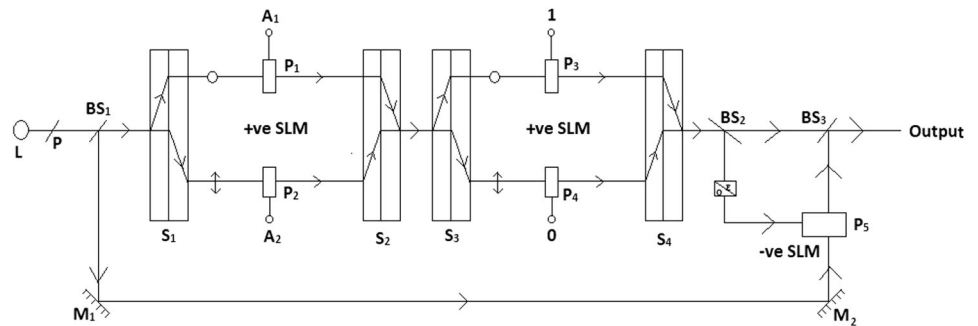 A₁
1
P₁
P₃
BS₁
L
P
+ve SLM
+ve SLM
BS₂
BS₃
Output
P₂
P₄
S₁
A₂
S₂
S₃
0
S₄
P₅
-ve SLM
M₁
M₂